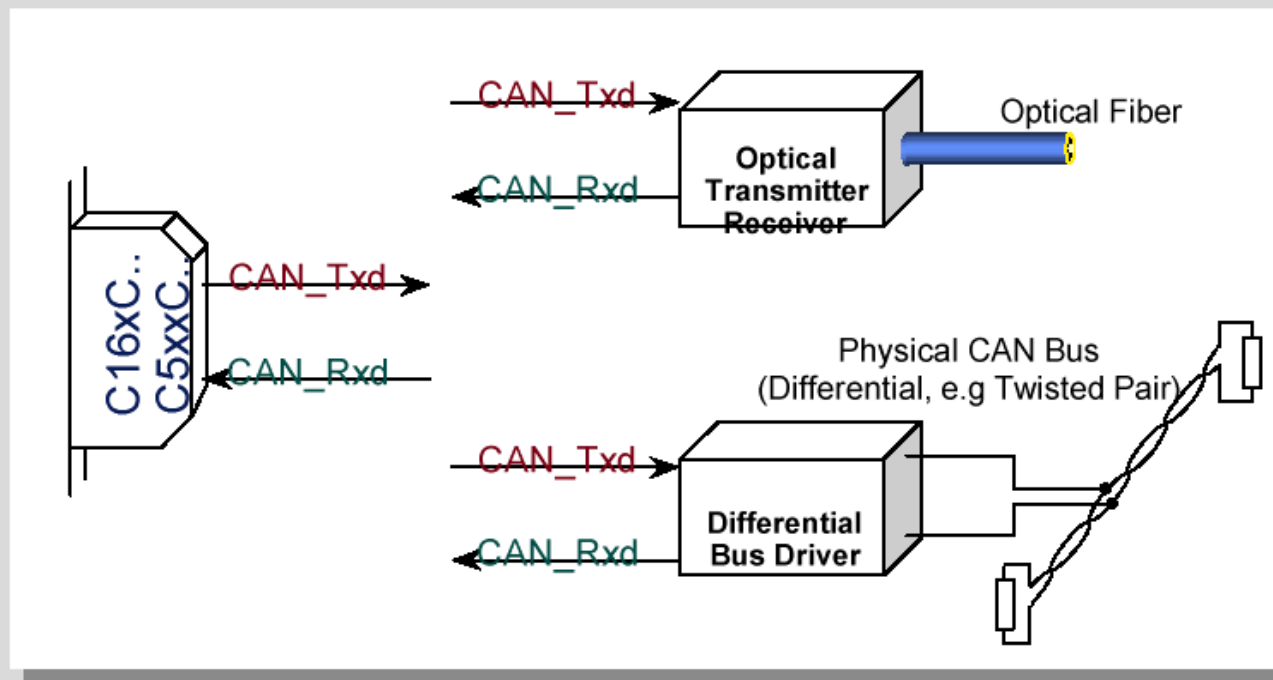 CAN_Txd
CAN_Rxd
Optical
Transmitter
Receiver
Optical Fiber
C16xC..
C5xxC..
CAN_Txd
CAN_Rxd
Physical CAN Bus
(Differential, e.g Twisted Pair)
CAN_Txd
CAN_Rxd
Differential
Bus Driver